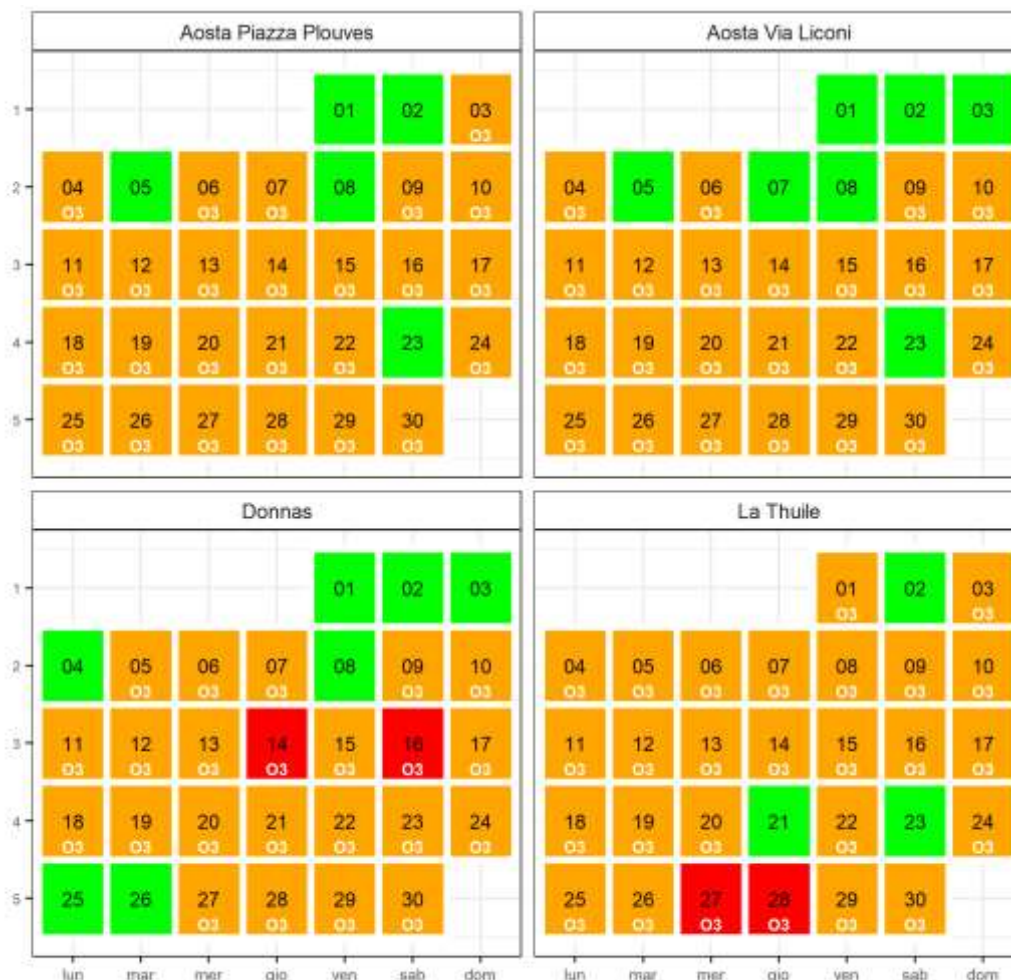 Aosta Piazza Plouves
Aosta Via Liconi
1 01 02 03 01 02 03
O3
2 04 05 06 07 08 09 10 04 05 06 07 08 09 10
O3 O3 O3 O3 O3 O3 O3 O3 O3
3 11 12 13 14 15 16 17 11 12 13 14 15 16 17
O3 O3 O3 O3 O3 O3 O3 O3 O3 O3 O3 O3 O3 O3
4 18 19 20 21 22 23 24 18 19 20 21 22 23 24
O3 O3 O3 O3 O3 O3 O3 O3 O3 O3 O3 O3
5 25 26 27 28 29 30 25 26 27 28 29 30
O3 O3 O3 O3 O3 O3 O3 O3 O3 O3 O3 O3
Donnas
La Thuile
1 01 02 03 01 02 03
O3 O3
2 04 05 06 07 08 09 10 04 05 06 07 08 09 10
O3 O3 O3 O3 O3 O3 O3 O3 O3 O3 O3 O3
3 11 12 13 14 15 16 17 11 12 13 14 15 16 17
O3 O3 O3 O3 O3 O3 O3 O3 O3 O3 O3 O3 O3 O3
4 18 19 20 21 22 23 24 18 19 20 21 22 23 24
O3 O3 O3 O3 O3 O3 O3 O3 O3 O3 O3 O3
5 25 26 27 28 29 30 25 26 27 28 29 30
O3 O3 O3 O3 O3 O3 O3 O3 O3 O3
lun mar mer gio ven sab dom lun mar mer gio ven sab dom